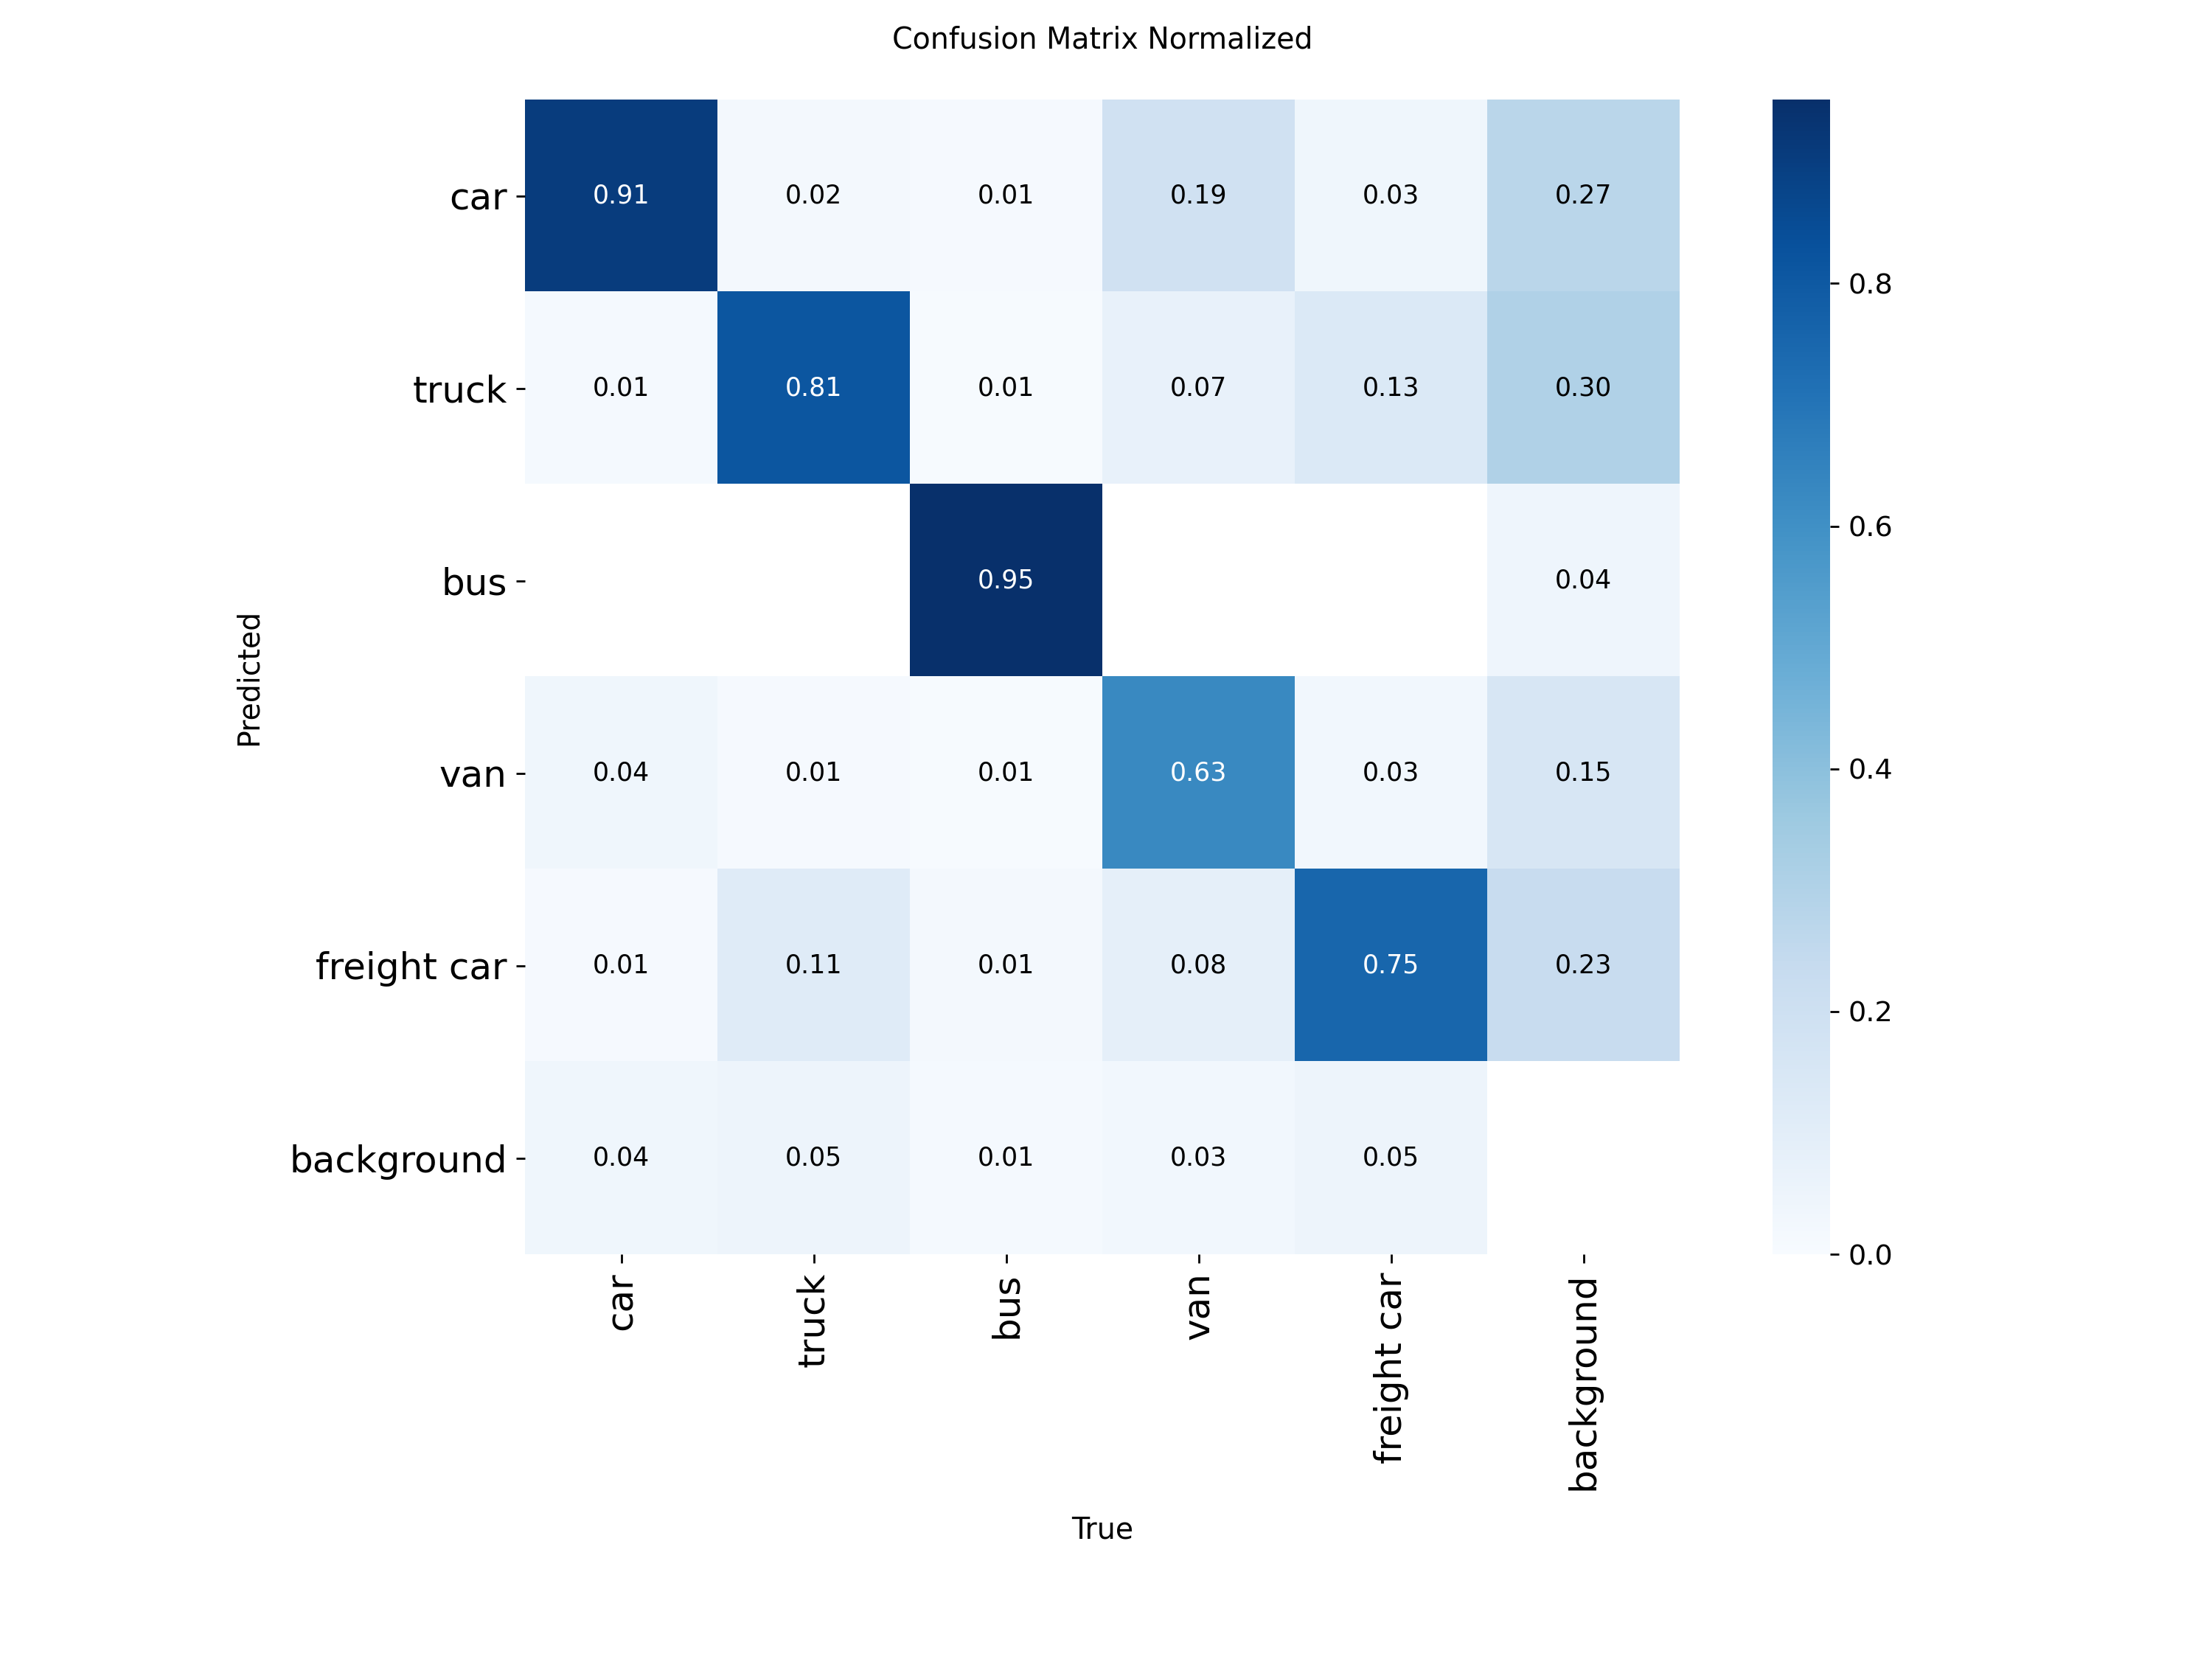 Confusion Matrix Normalized
car 0.91 0.02 0.01 0.19 0.03 0.27
truck 0.01 0.81 0.01 0.07 0.13 0.30
bus 0.95 0.04
van 0.04 0.01 0.01 0.63 0.03 0.15
freight car 0.01 0.11 0.01 0.08 0.75 0.23
background 0.04 0.05 0.01 0.03 0.05
car truck bus van freight car background
Predicted
True
0.8
0.6
0.4
0.2
0.0